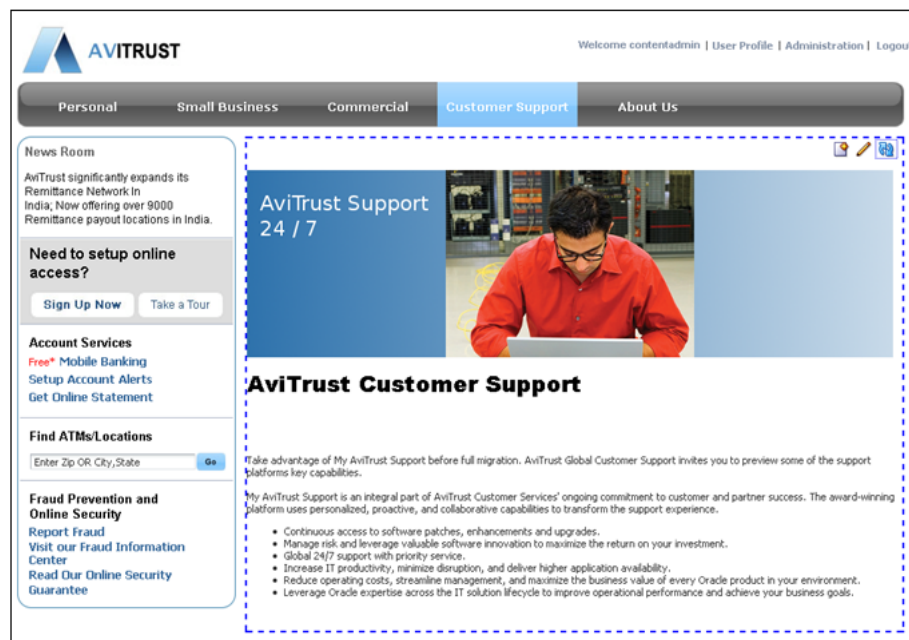 AVITRUST
Welcome contentadmin | User Profile | Administration | Logou
Personal Small Business Commercial Customer Support About Us
News Room
AviTrust significantly expands its
Remittance Network In
India; Now offering over 9000
Remittance payout locations in India.
Need to setup online
access?
Sign Up Now Take a Tour
Account Services
Free* Mobile Banking
Setup Account Alerts
Get Online Statement
Find ATMs/Locations
Enter Zip OR City,State Go
Fraud Prevention and
Online Security
Report Fraud
Visit our Fraud Information
Center
Read Our Online Security
Guarantee
AviTrust Support
24 / 7
AviTrust Customer Support
Take advantage of My AviTrust Support before full migration. AviTrust Global Customer Support invites you to preview some of the support
platforms key capabilities.
My AviTrust Support is an integral part of AviTrust Customer Services' ongoing commitment to customer and partner success. The award-winning
platform uses personalized, proactive, and collaborative capabilities to transform the support experience.
• Continuous access to software patches, enhancements and upgrades.
• Manage risk and leverage valuable software innovation to maximize the return on your investment.
• Global 24/7 support with priority service.
• Increase IT productivity, minimize disruption, and deliver higher application availability.
• Reduce operating costs, streamline management, and maximize the business value of every Oracle product in your environment.
• Leverage Oracle expertise across the IT solution lifecycle to improve operational performance and achieve your business goals.